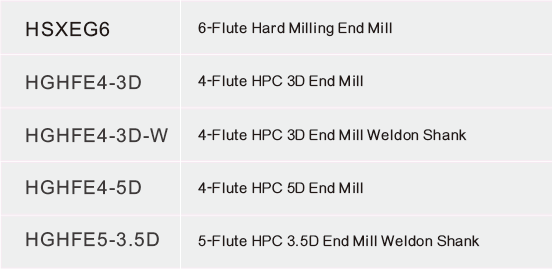 HSXEG6 6-Flute Hard Milling End Mill
HGHFE4-3D 4-Flute HPC 3D End Mill
HGHFE4-3D-W 4-Flute HPC 3D End Mill Weldon Shank
HGHFE4-5D 4-Flute HPC 5D End Mill
HGHFE5-3.5D 5-Flute HPC 3.5D End Mill Weldon Shank